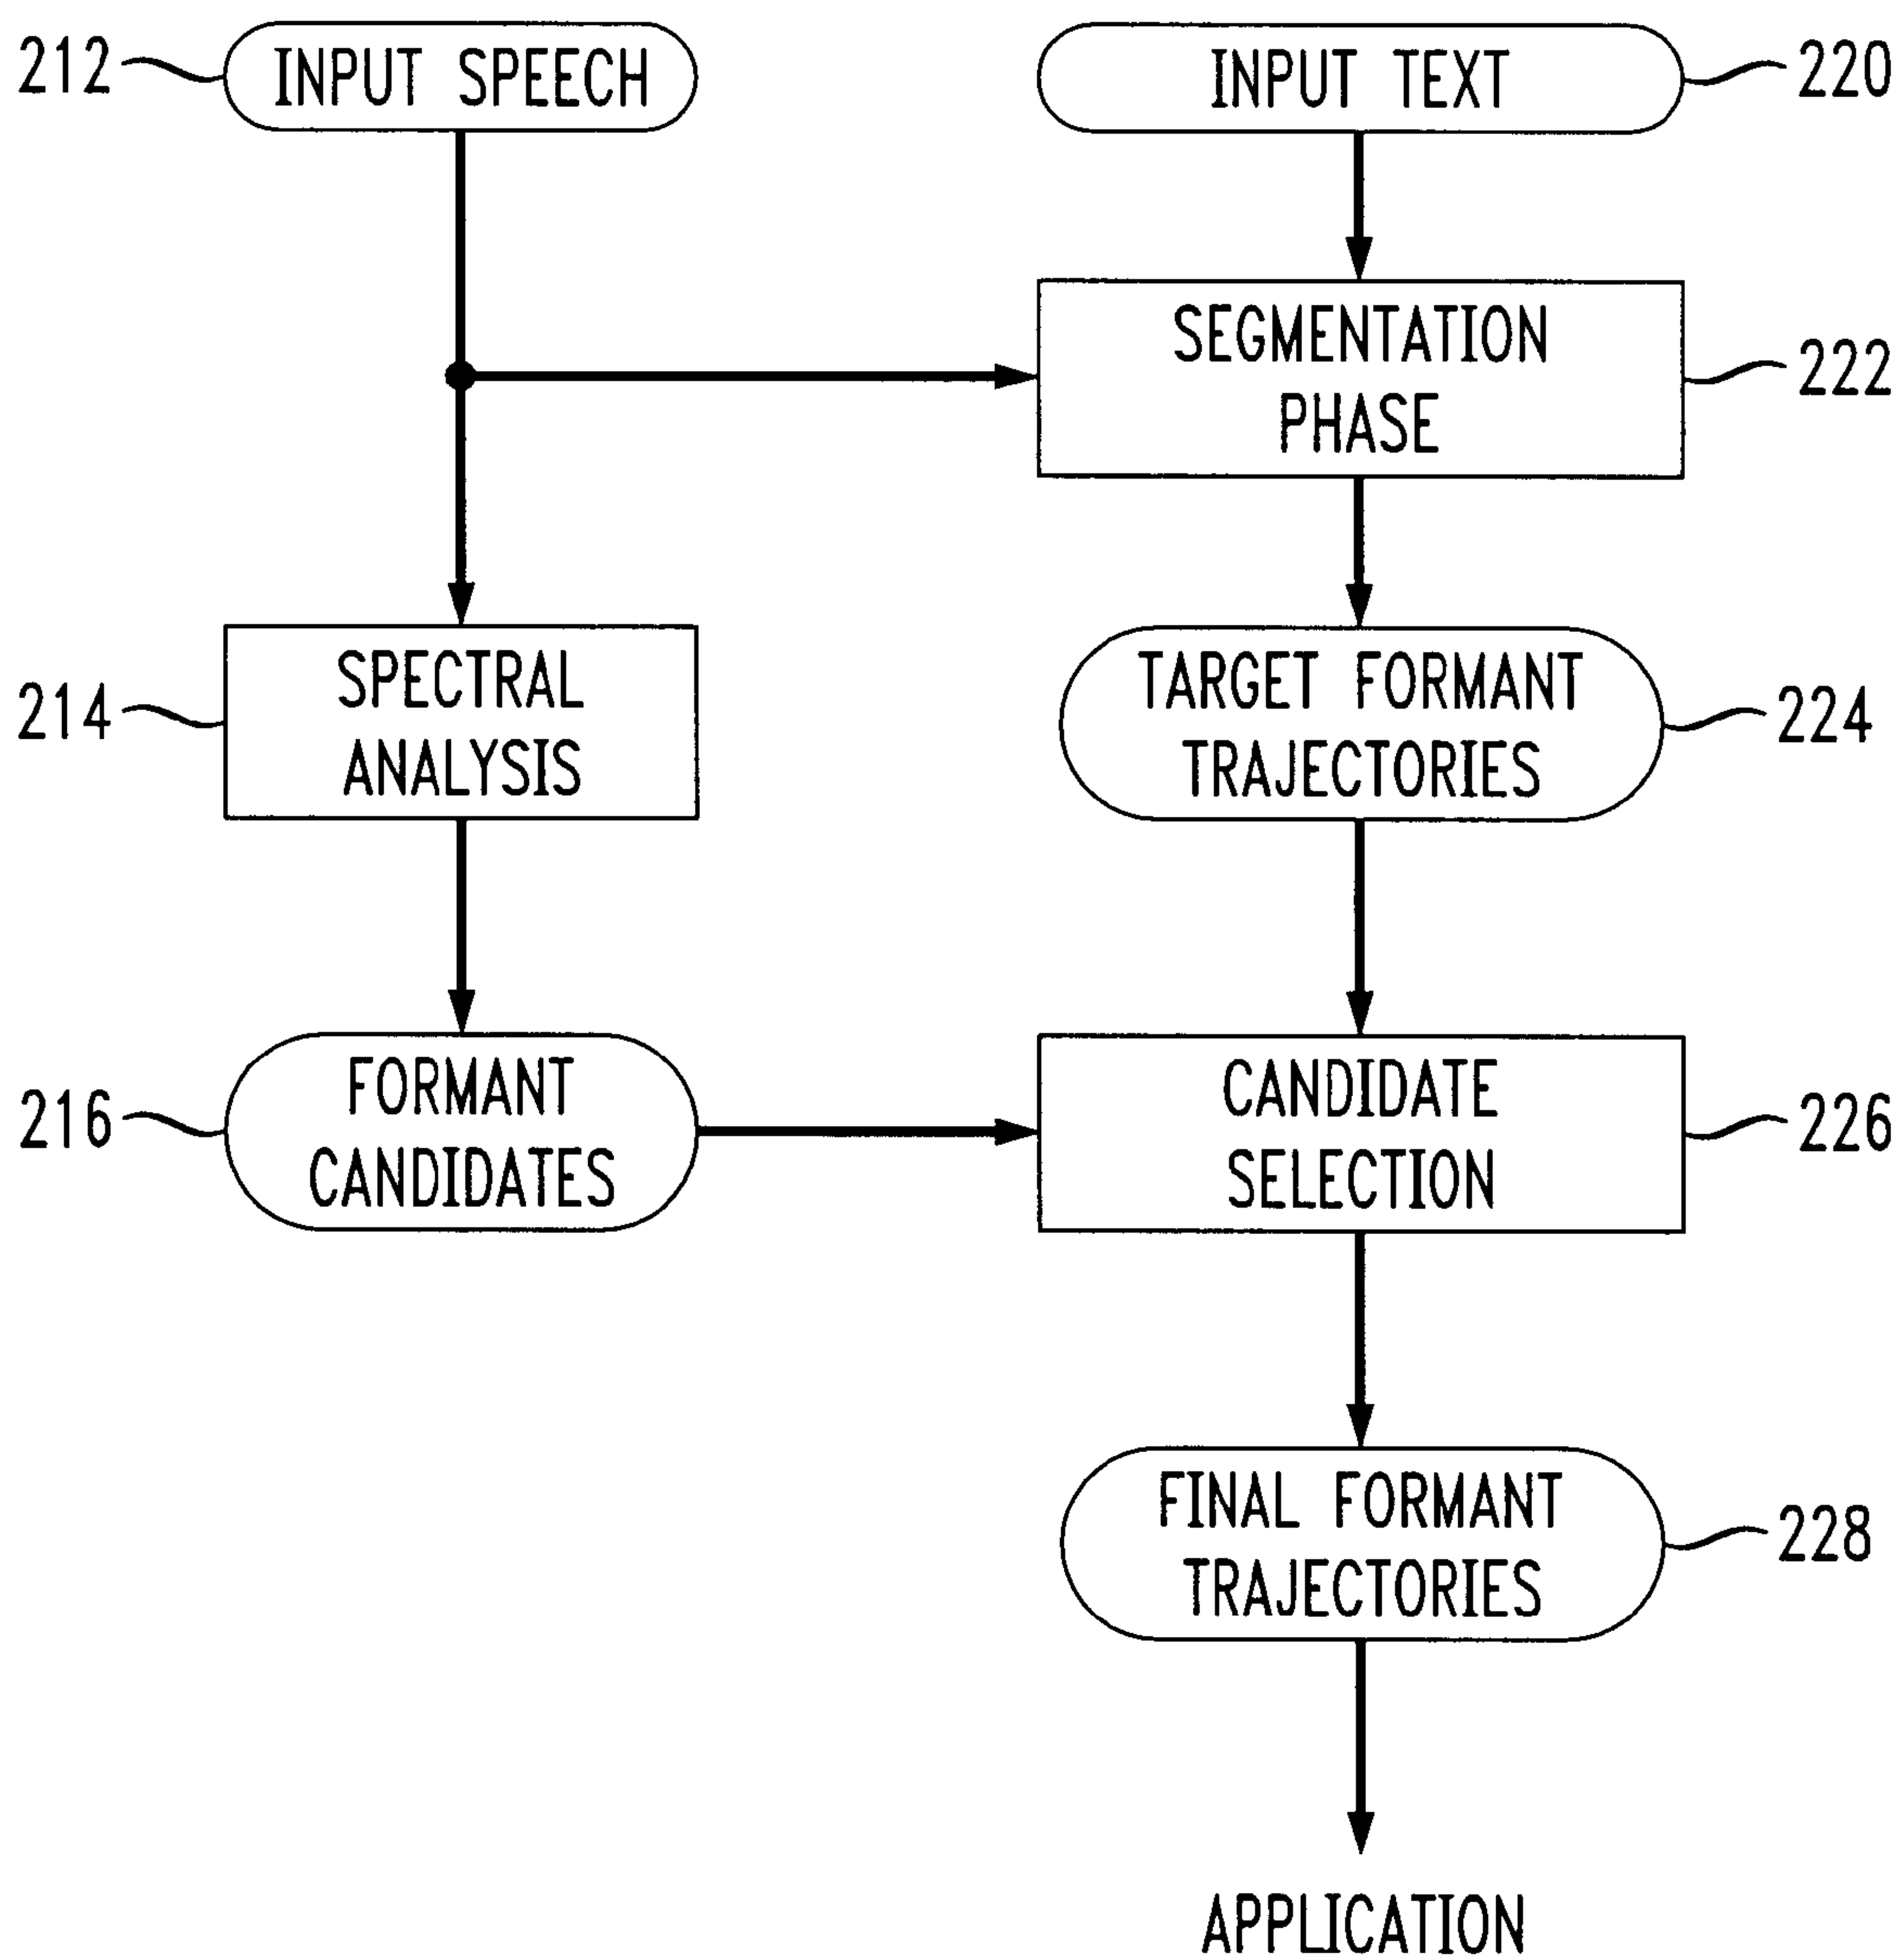 212
INPUT SPEECH
INPUT TEXT
220
SEGMENTATION
PHASE
222
214
SPECTRAL
ANALYSIS
TARGET FORMANT
TRAJECTORIES
224
216
FORMANT
CANDIDATES
CANDIDATE
SELECTION
226
FINAL FORMANT
TRAJECTORIES
228
APPLICATION